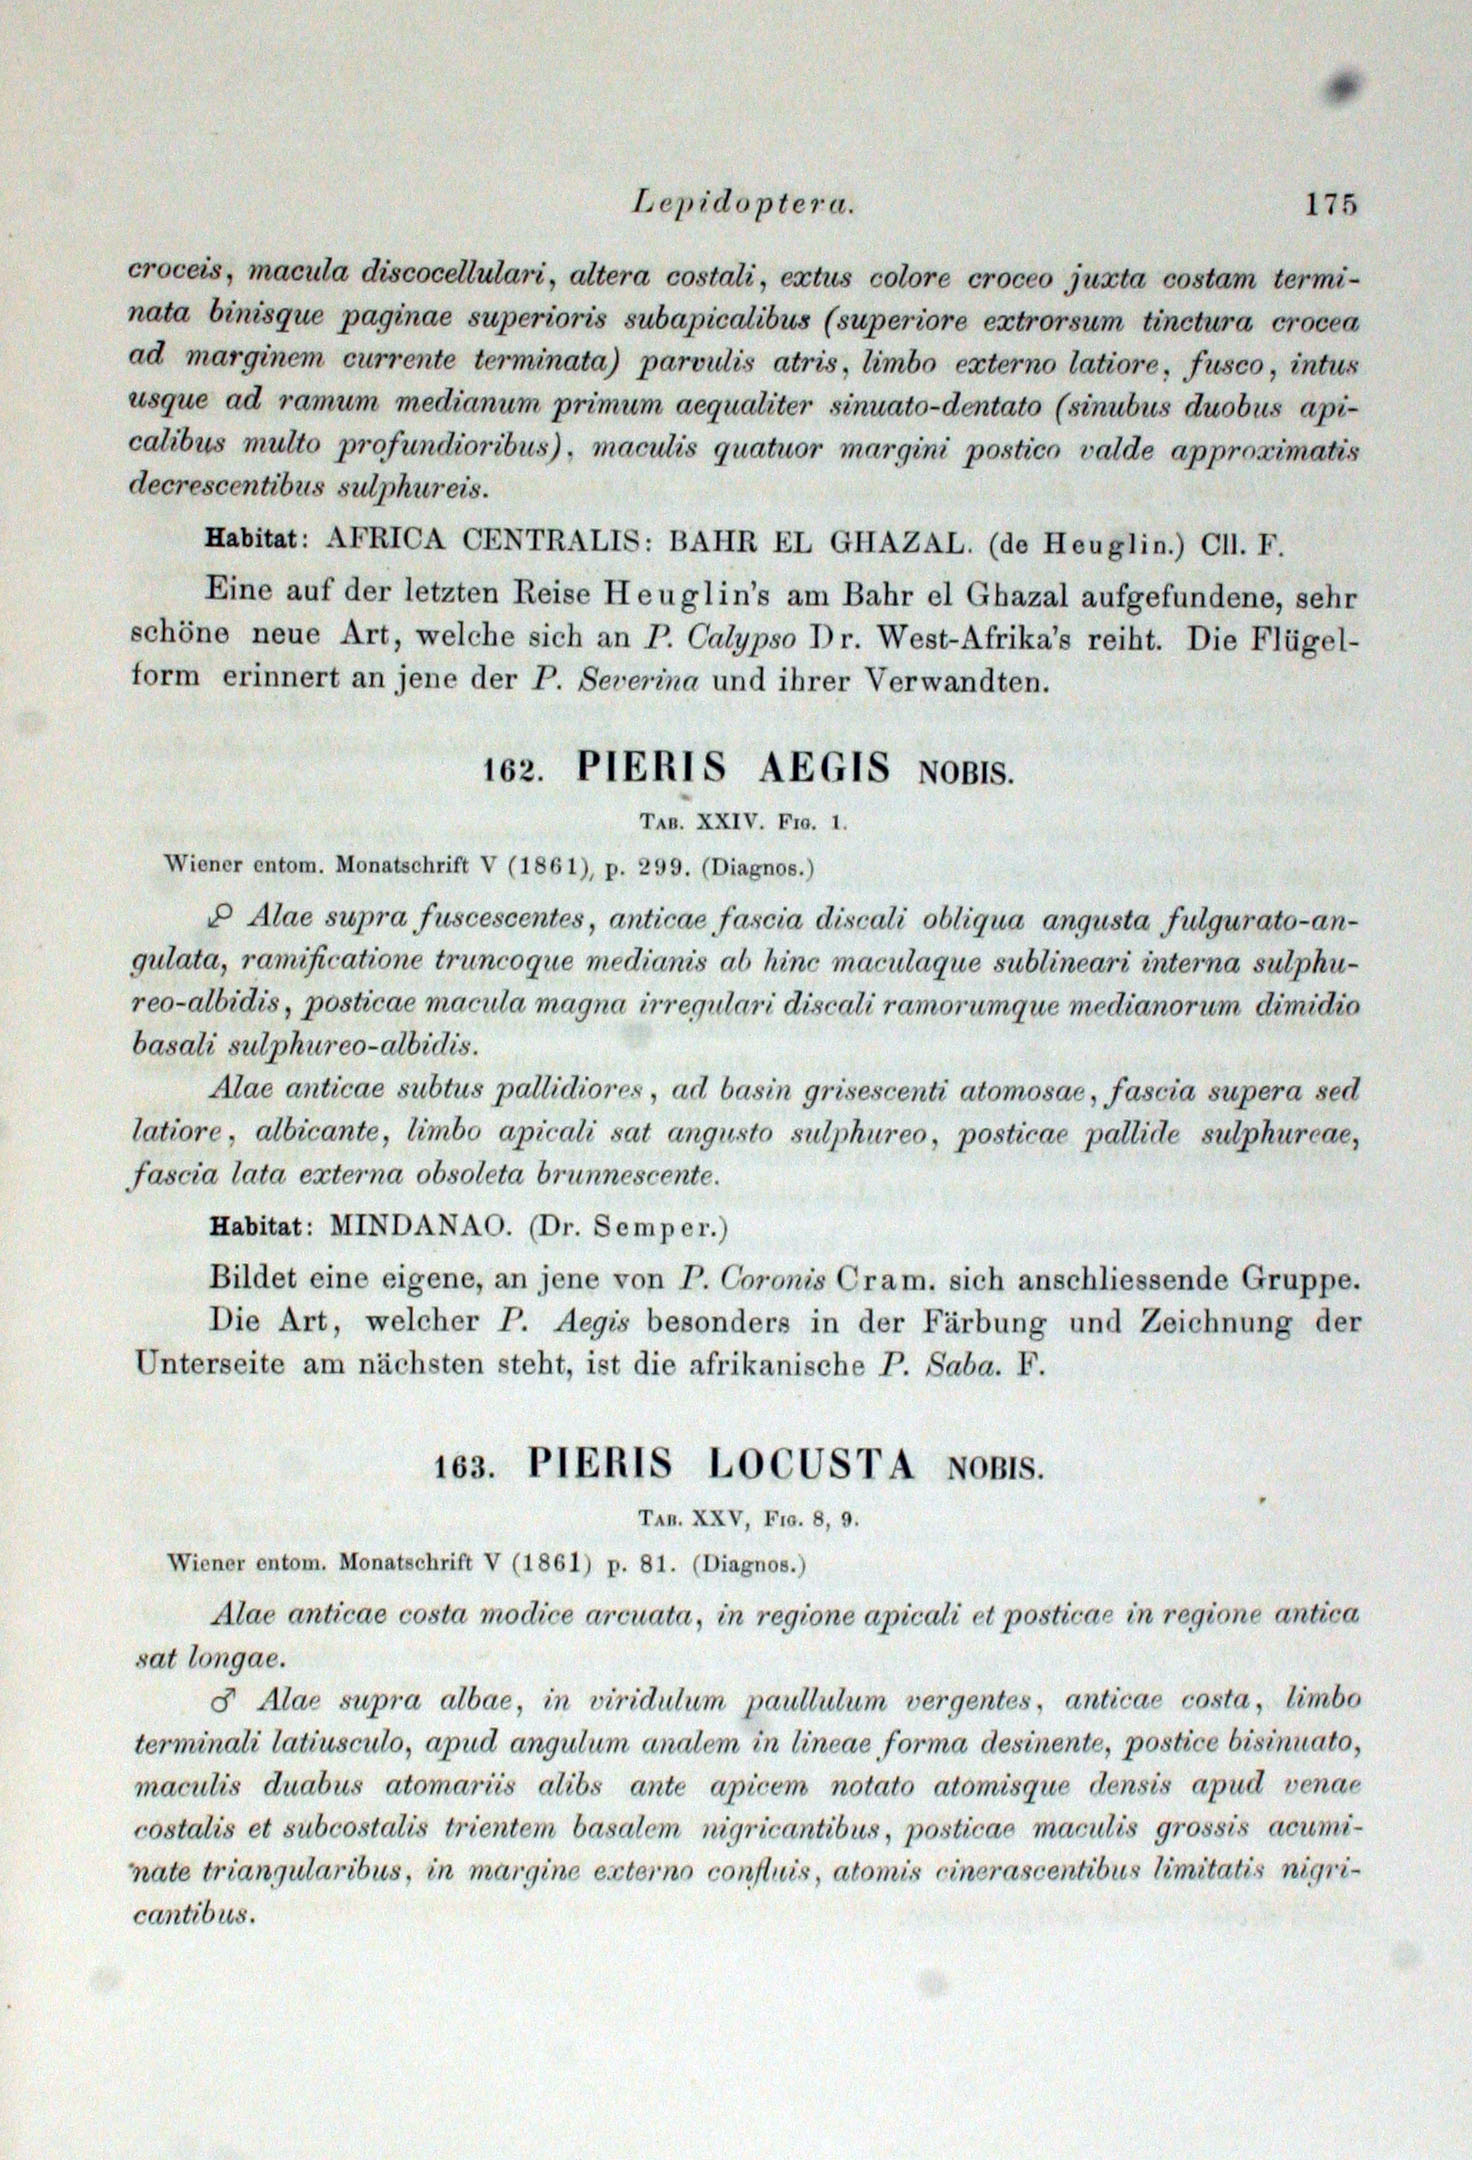 Lepidoptera. 175
croceis, macula discocellulari, altera costali, extus colore croceo juxta costam termi-
nata binisque paginae superioris subapicalibus (superiore extrorsum tinctura crocea
ad marginem currente terminata) parvulis atris, limbo externo latiore, fusco, intus
usque ad ramum medianum primum aequaliter sinuato-dentato (sinubus duobus api-
calibus multo profundioribus), maculis quatuor margini postico valde approximatis
decrescentibus sulphureis.
Habitat: AFRICA CENTRALIS: BAHR EL GHAZAL. (de Heuglin.) Cll. F.
Eine auf der letzten Reise Heuglin's am Bahr el Ghazal aufgefundene, sehr
schöne neue Art, welche sich an P. Calypso Dr. West-Afrika's reiht. Die Flügel-
form erinnert an jene der P. Severina und ihrer Verwandten.
162. PIERIS AEGIS NOBIS.
TAB. XXIV. FIG. 1.
Wiener entom. Monatschrift V (1861), p. 299. (Diagnos.)
Alae supra fuscescentes, anticae fascia discali obliqua angusta fulgurato-an-
gulata, ramificatione truncoque medianis ab hinc maculaque sublineari interna sulphu-
reo-albidis, posticae macula magna irregulari discali ramorumque medianorum dimidio
basali sulphureo-albidis.
Alae anticae subtus pallidiores, ad basin grisescenti atomosae, fascia supera sed
latiore, albicante, limbo apicali sat angusto sulphureo, posticae pallide sulphureae,
fascia lata externa obsoleta brunnescente.
Habitat: MINDANAO. (Dr. Semper.)
Bildet eine eigene, an jene von P. Coronis Cram. sich anschliessende Gruppe.
Die Art, welcher P. Aegis besonders in der Färbung und Zeichnung der
Unterseite am nächsten steht, ist die afrikanische P. Saba. F.
163. PIERIS LOCUSTA NOBIS.
TAB. XXV, FIG. 8, 9.
Wiener entom. Monatschrift V (1861) p. 81. (Diagnos.)
Alae anticae costa modice arcuata, in regione apicali et posticae in regione antica
sat longae.
♂ Alae supra albae, in viridulum paullulum vergentes, anticae costa, limbo
terminali latiusculo, apud angulum analem in lineae forma desinente, postice bisinuato,
maculis duabus atomariis alibs ante apicem notato atomisque densis apud venae
costalis et subcostalis trientem basalem nigricantibus, posticae maculis grossis acumi-
nate triangularibus, in margine externo confluis, atomis cinerascentibus limitatis nigri-
cantibus.